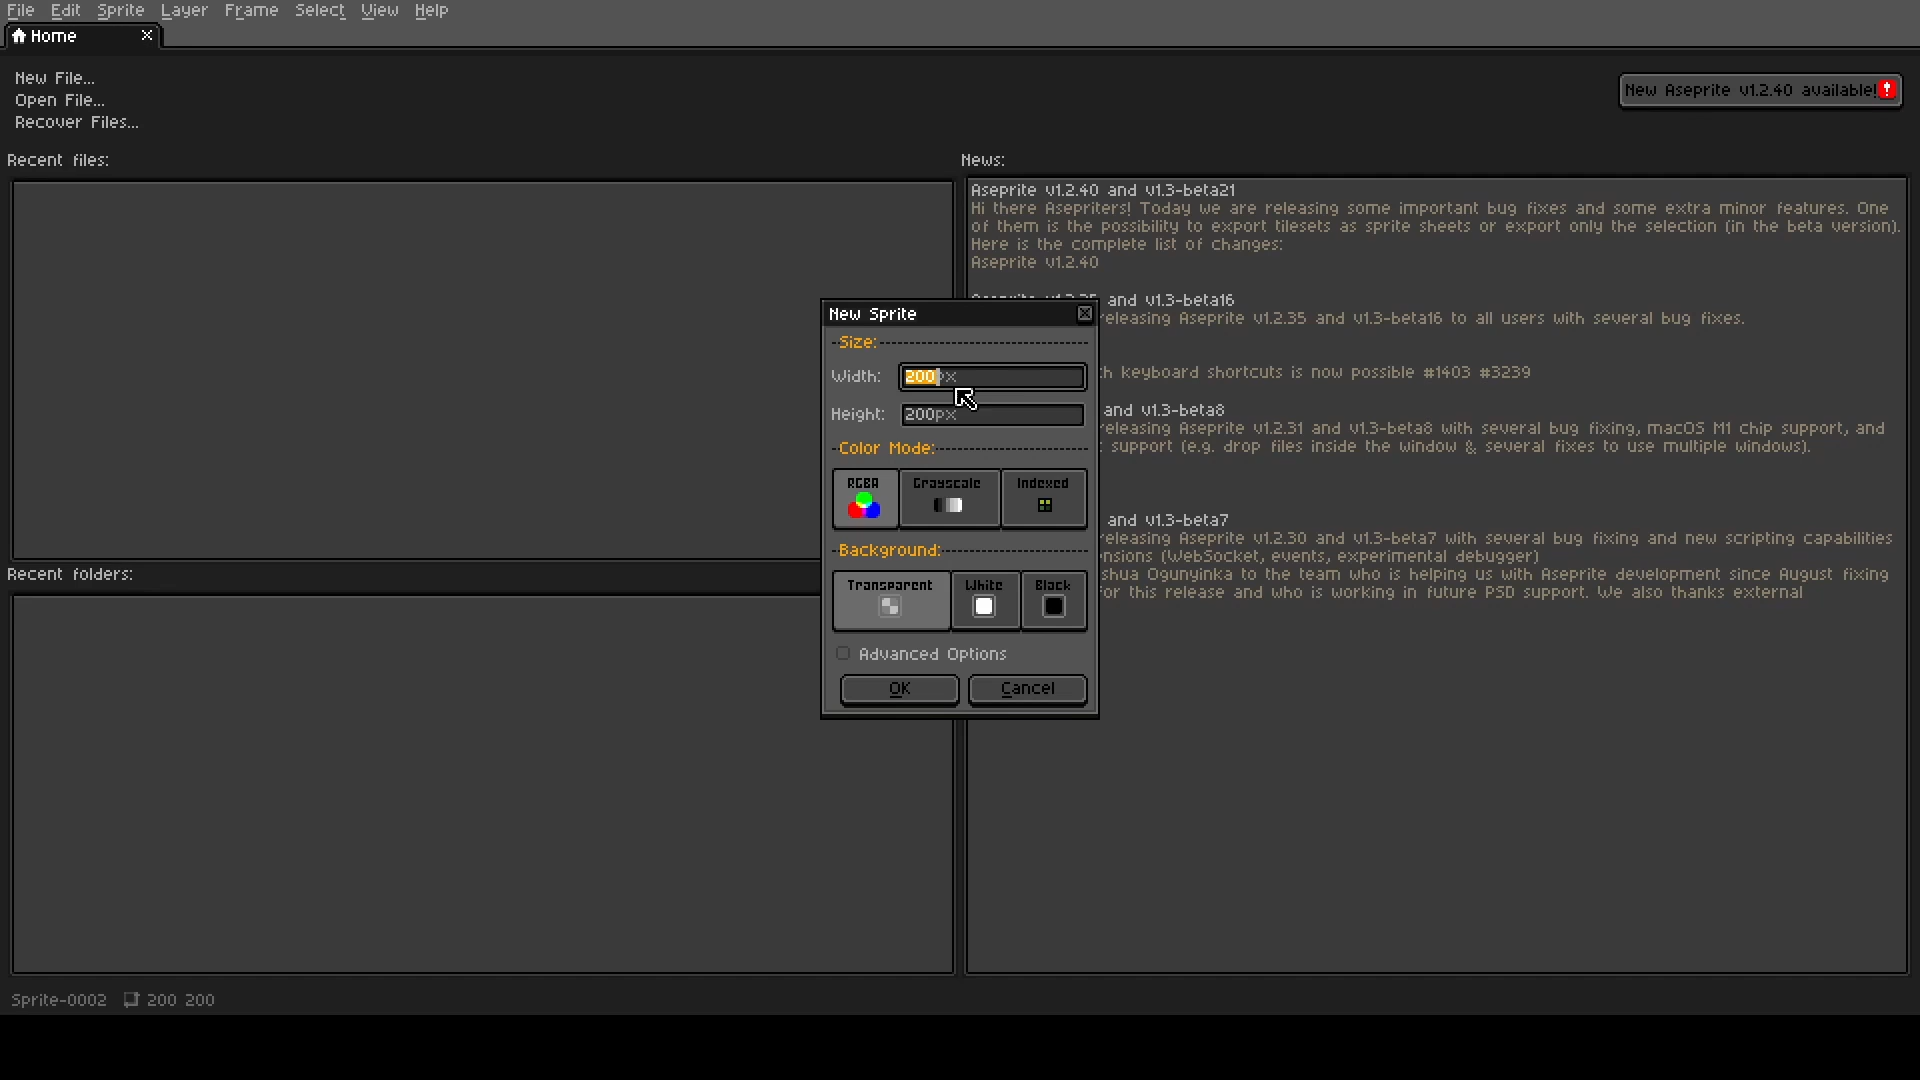 File Edit Sprite Layer Frame Select View Help
Home
New File...
Open File...
Recover Files...
New Aseprite v1.2.40 available!
Recent files:
News:
Aseprite v1.2.40 and v1.3-beta21
Hi there Asepriters! Today we are releasing some important bug fixes and some extra minor features. One
of them is the possibility to export tilesets as sprite sheets or export only the selection (in the beta version).
Here is the complete list of changes:
Aseprite v1.2.40
and v1.3-beta16
releasing Aseprite v1.2.35 and v1.3-beta16 to all users with several bug fixes.
keyboard shortcuts is now possible #1403 #3239
and v1.3-beta8
releasing Aseprite v1.2.31 and v1.3-beta8 with several bug fixing, macOS M1 chip support, and
support (e.g. drop files inside the window & several fixes to use multiple windows).
and v1.3-beta7
releasing Aseprite v1.2.30 and v1.3-beta7 with several bug fixing and new scripting capabilities
(WebSocket, events, experimental debugger)
Ogunyinka to the team who is helping us with Aseprite development since August fixing
for this release and who is working in future PSD support. We also thanks external
New Sprite
Size:
Width: 200px
Height: 200px
Color Mode:
RGBA Grayscale Indexed
Background:
Transparent White Black
Advanced Options
OK Cancel
Recent folders:
Sprite-0002 200 200